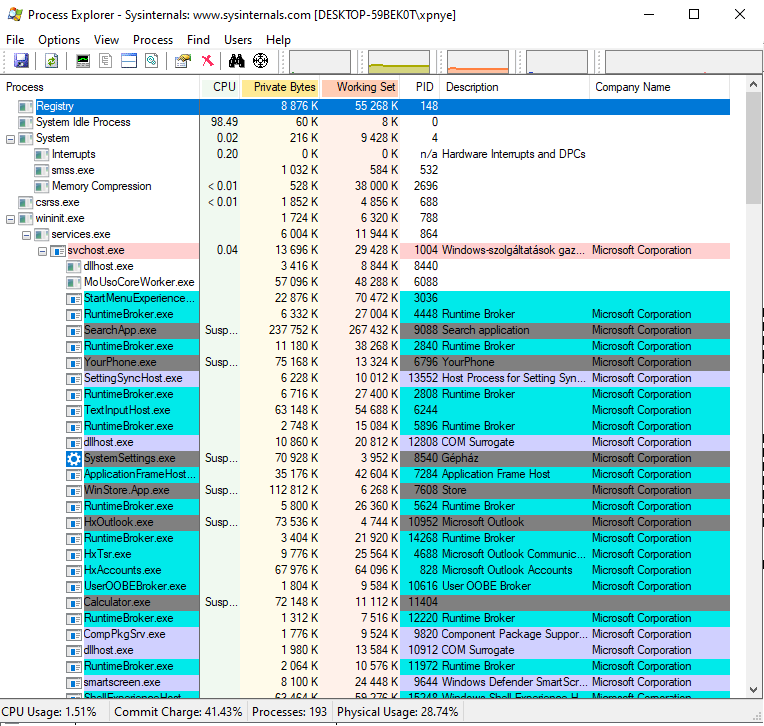 Process Explorer - Sysinternals: www.sysinternals.com [DESKTOP-59BEK0T\xpnye]
File Options View Process Find Users Help
Process CPU Private Bytes Working Set PID Description Company Name
Registry 8 876 K 55 268 K 148
System Idle Process 98.49 60 K 8 K 0
System 0.02 216 K 9 428 K 4
Interrupts 0.20 0 K 0 K n/a Hardware Interrupts and DPCs
smss.exe 1 032 K 584 K 532
Memory Compression < 0.01 528 K 38 000 K 2696
csrss.exe < 0.01 1 852 K 4 856 K 688
wininit.exe 1 724 K 6 320 K 788
services.exe 6 004 K 11 944 K 864
svchost.exe 0.04 13 696 K 29 428 K 1004 Windows-szolgáltatások gaz... Microsoft Corporation
dllhost.exe 3 416 K 8 844 K 8440
MoUsoCoreWorker.exe 57 096 K 48 288 K 6088
StartMenuExperience... 22 876 K 70 472 K 3036
RuntimeBroker.exe 6 332 K 27 004 K 4448 Runtime Broker Microsoft Corporation
SearchApp.exe Susp... 237 752 K 267 432 K 9088 Search application Microsoft Corporation
RuntimeBroker.exe 11 180 K 38 268 K 2840 Runtime Broker Microsoft Corporation
YourPhone.exe Susp... 75 168 K 13 324 K 6796 YourPhone Microsoft Corporation
SettingSyncHost.exe 6 228 K 10 012 K 13552 Host Process for Setting Syn... Microsoft Corporation
RuntimeBroker.exe 6 716 K 27 400 K 2808 Runtime Broker Microsoft Corporation
TextInputHost.exe 63 148 K 54 688 K 6244 Microsoft Corporation
RuntimeBroker.exe 2 748 K 15 084 K 5896 Runtime Broker Microsoft Corporation
dllhost.exe 10 860 K 20 812 K 12808 COM Surrogate Microsoft Corporation
SystemSettings.exe Susp... 70 928 K 3 952 K 8540 Gépház Microsoft Corporation
ApplicationFrameHost... 35 176 K 42 604 K 7284 Application Frame Host Microsoft Corporation
WinStore.App.exe Susp... 112 812 K 6 268 K 7608 Store Microsoft Corporation
RuntimeBroker.exe 5 800 K 26 360 K 5624 Runtime Broker Microsoft Corporation
HxOutlook.exe Susp... 73 536 K 4 744 K 10952 Microsoft Outlook Microsoft Corporation
RuntimeBroker.exe 3 404 K 21 920 K 14268 Runtime Broker Microsoft Corporation
HxTsr.exe 9 776 K 25 564 K 4688 Microsoft Outlook Communic... Microsoft Corporation
HxAccounts.exe 67 976 K 64 096 K 828 Microsoft Outlook Accounts Microsoft Corporation
UserOOBEBroker.exe 1 804 K 9 584 K 10616 User OOBE Broker Microsoft Corporation
Calculator.exe Susp... 72 148 K 11 112 K 11404
RuntimeBroker.exe 1 312 K 7 516 K 12220 Runtime Broker Microsoft Corporation
CompPkgSrv.exe 1 776 K 9 524 K 9820 Component Package Suppor... Microsoft Corporation
dllhost.exe 1 980 K 13 584 K 10912 COM Surrogate Microsoft Corporation
RuntimeBroker.exe 2 064 K 10 576 K 11972 Runtime Broker Microsoft Corporation
smartscreen.exe 8 100 K 24 448 K 9644 Windows Defender SmartScr... Microsoft Corporation
CPU Usage: 1.51% Commit Charge: 41.43% Processes: 193 Physical Usage: 28.74%